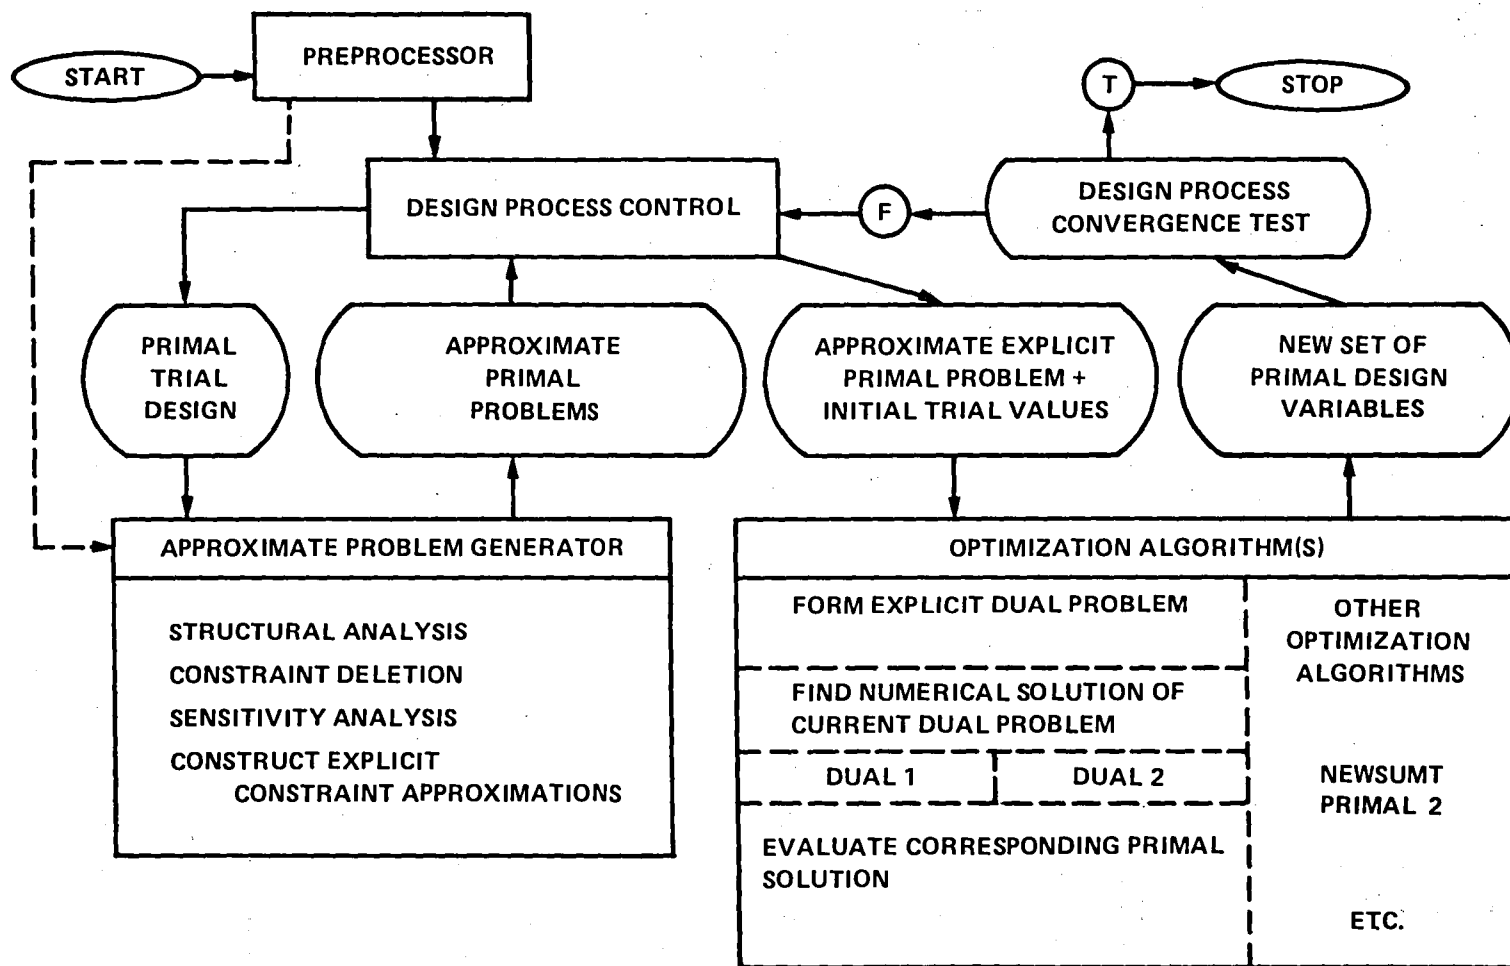 START
PREPROCESSOR
T
STOP
DESIGN PROCESS CONTROL
F
DESIGN PROCESS
CONVERGENCE TEST
PRIMAL
TRIAL
DESIGN
APPROXIMATE
PRIMAL
PROBLEMS
APPROXIMATE EXPLICIT
PRIMAL PROBLEM +
INITIAL TRIAL VALUES
NEW SET OF
PRIMAL DESIGN
VARIABLES
APPROXIMATE PROBLEM GENERATOR
STRUCTURAL ANALYSIS
CONSTRAINT DELETION
SENSITIVITY ANALYSIS
CONSTRUCT EXPLICIT
CONSTRAINT APPROXIMATIONS
OPTIMIZATION ALGORITHM(S)
FORM EXPLICIT DUAL PROBLEM
FIND NUMERICAL SOLUTION OF
CURRENT DUAL PROBLEM
DUAL 1
DUAL 2
EVALUATE CORRESPONDING PRIMAL
SOLUTION
OTHER
OPTIMIZATION
ALGORITHMS
NEWSUMT
PRIMAL 2
ETC.